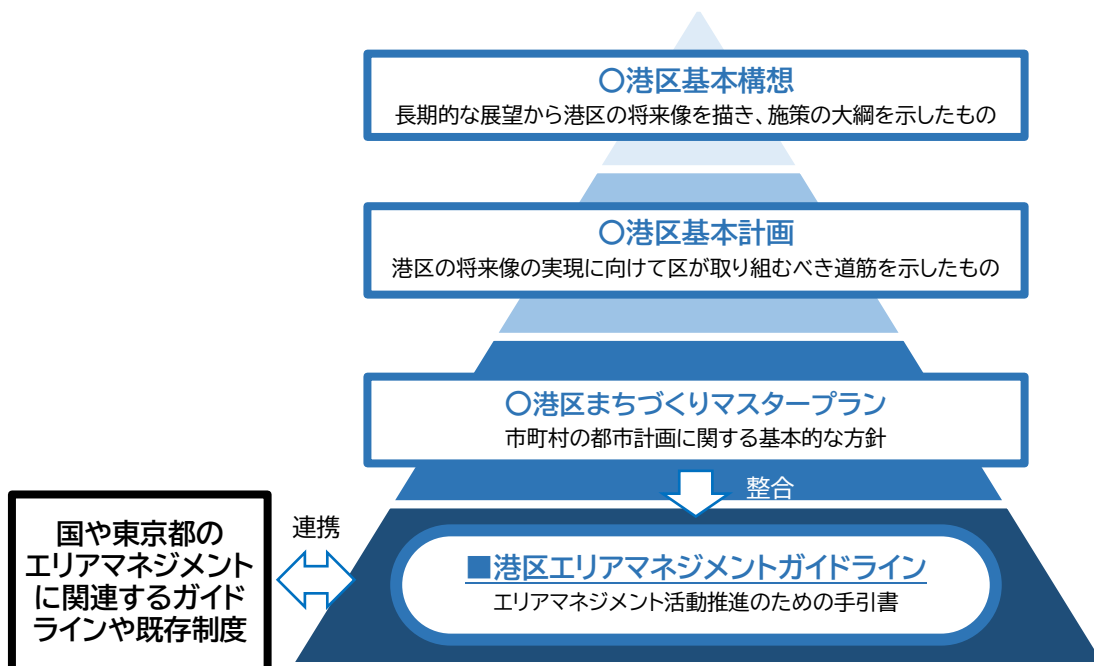 〇港区基本構想
長期的な展望から港区の将来像を描き、施策の大綱を示したもの
〇港区基本計画
港区の将来像の実現に向けて区が取り組むべき道筋を示したもの
〇港区まちづくりマスタープラン
市町村の都市計画に関する基本的な方針
整合
国や東京都の
エリアマネジメント
に関連するガイド
ラインや既存制度
連携
■港区エリアマネジメントガイドライン
エリアマネジメント活動推進のための手引書